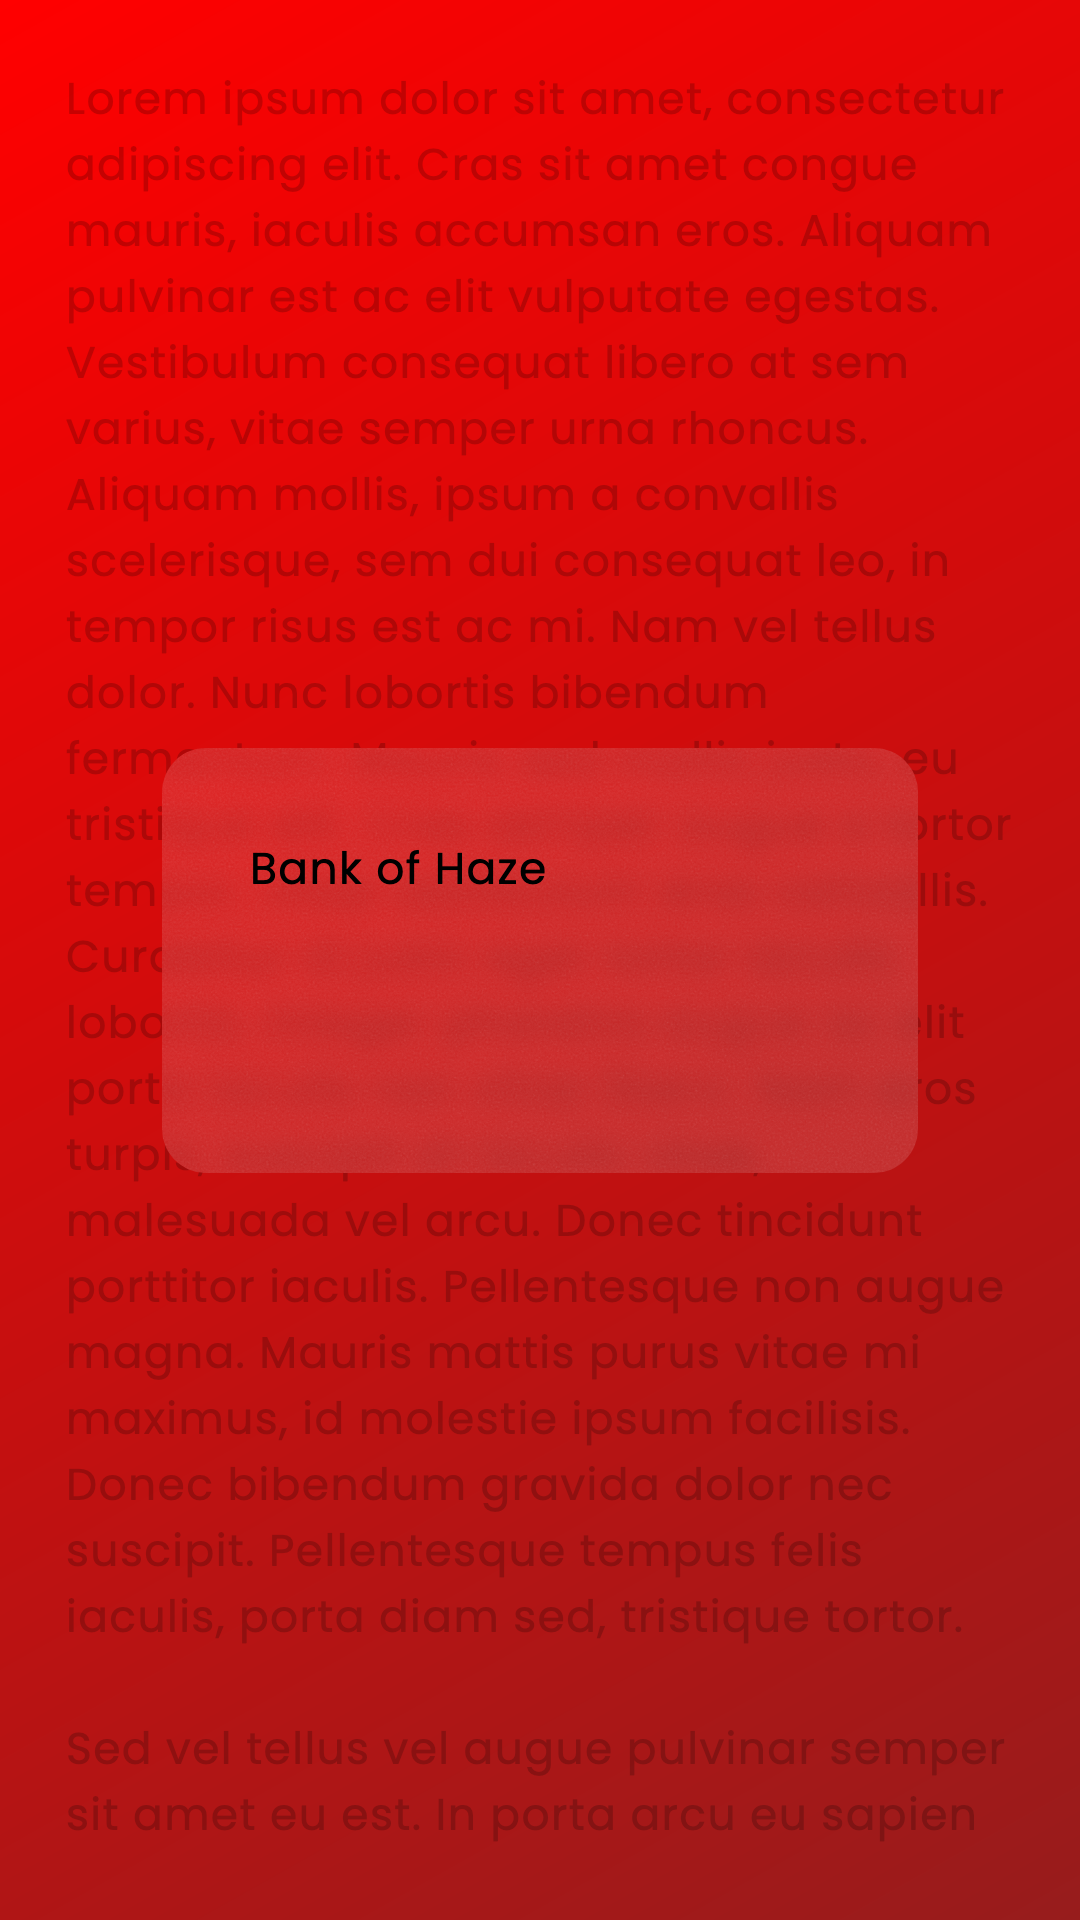 Lorem ipsum dolor sit amet, consectetur
adipiscing elit. Cras sit amet congue
mauris, iaculis accumsan eros. Aliquam
pulvinar est ac elit vulputate egestas.
Vestibulum consequat libero at sem
varius, vitae semper urna rhoncus.
Aliquam mollis, ipsum a convallis
scelerisque, sem dui consequat leo, in
tempor risus est ac mi. Nam vel tellus
dolor. Nunc lobortis bibendum
eu
Bank of Haze
malesuada vel arcu. Donec tincidunt
porttitor iaculis. Pellentesque non augue
magna. Mauris mattis purus vitae mi
maximus, id molestie ipsum facilisis.
Donec bibendum gravida dolor nec
suscipit. Pellentesque tempus felis
iaculis, porta diam sed, tristique tortor.
Sed vel tellus vel augue pulvinar semper
sit amet eu est. In porta arcu eu sapien